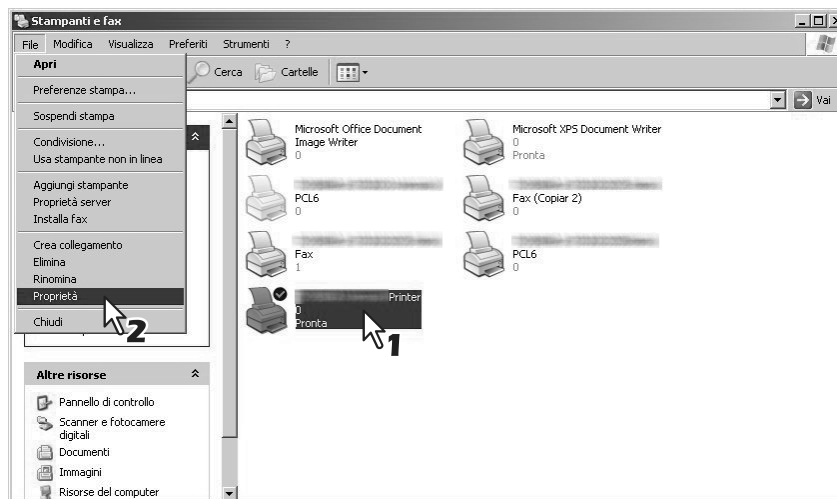 Stampanti e fax
File Modifica Visualizza Preferiti Strumenti ?
Cerca Cartelle
Vai
Apri
Preferenze stampa...
Sospendi stampa
Condivisione...
Usa stampante non in linea
Aggiungi stampante
Proprietà server
Installa fax
Crea collegamento
Elimina
Rinomina
Proprietà
Chiudi
2
Altre risorse
Pannello di controllo
Scanner e fotocamere
digitali
Documenti
Immagini
Risorse del computer
Microsoft Office Document
Image Writer
0
Microsoft XPS Document Writer
0
Pronta
PCL6
0
Fax (Copiar 2)
0
Fax
1
PCL6
0
Printer
0
Pronta
1